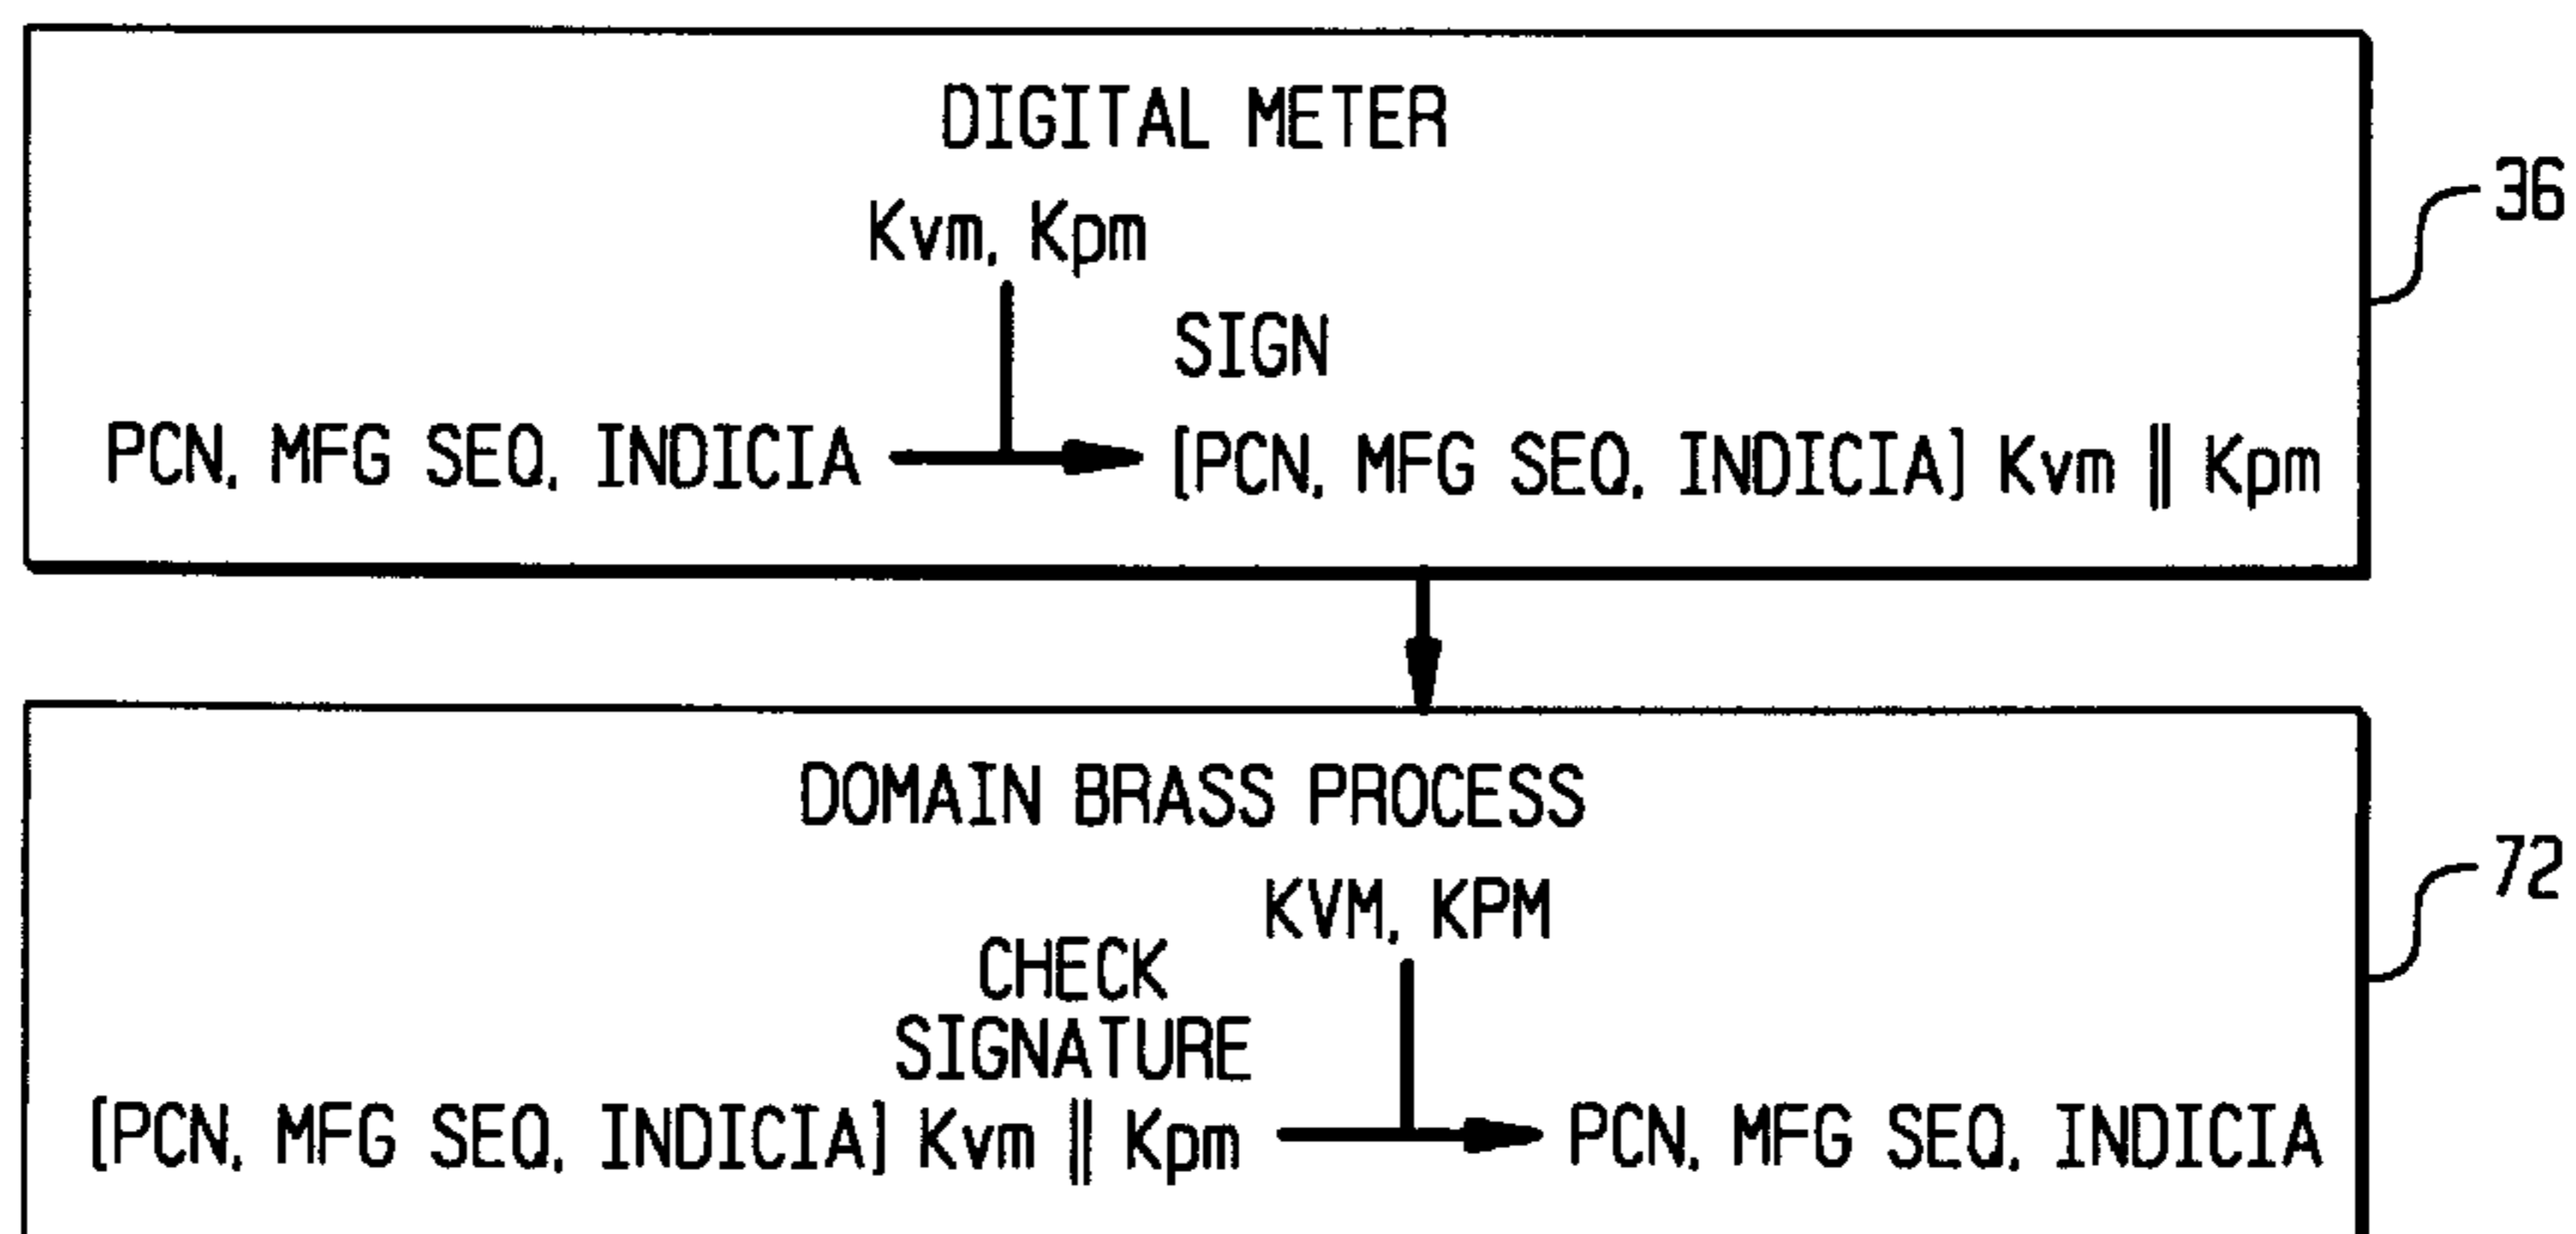 DIGITAL METER
Kvm, Kpm
36
SIGN
PCN, MFG SEQ, INDICIA
[PCN, MFG SEQ, INDICIA] Kvm || Kpm
DOMAIN BRASS PROCESS
KVM, KPM
72
CHECK
SIGNATURE
[PCN, MFG SEQ, INDICIA] Kvm || Kpm
PCN, MFG SEQ, INDICIA